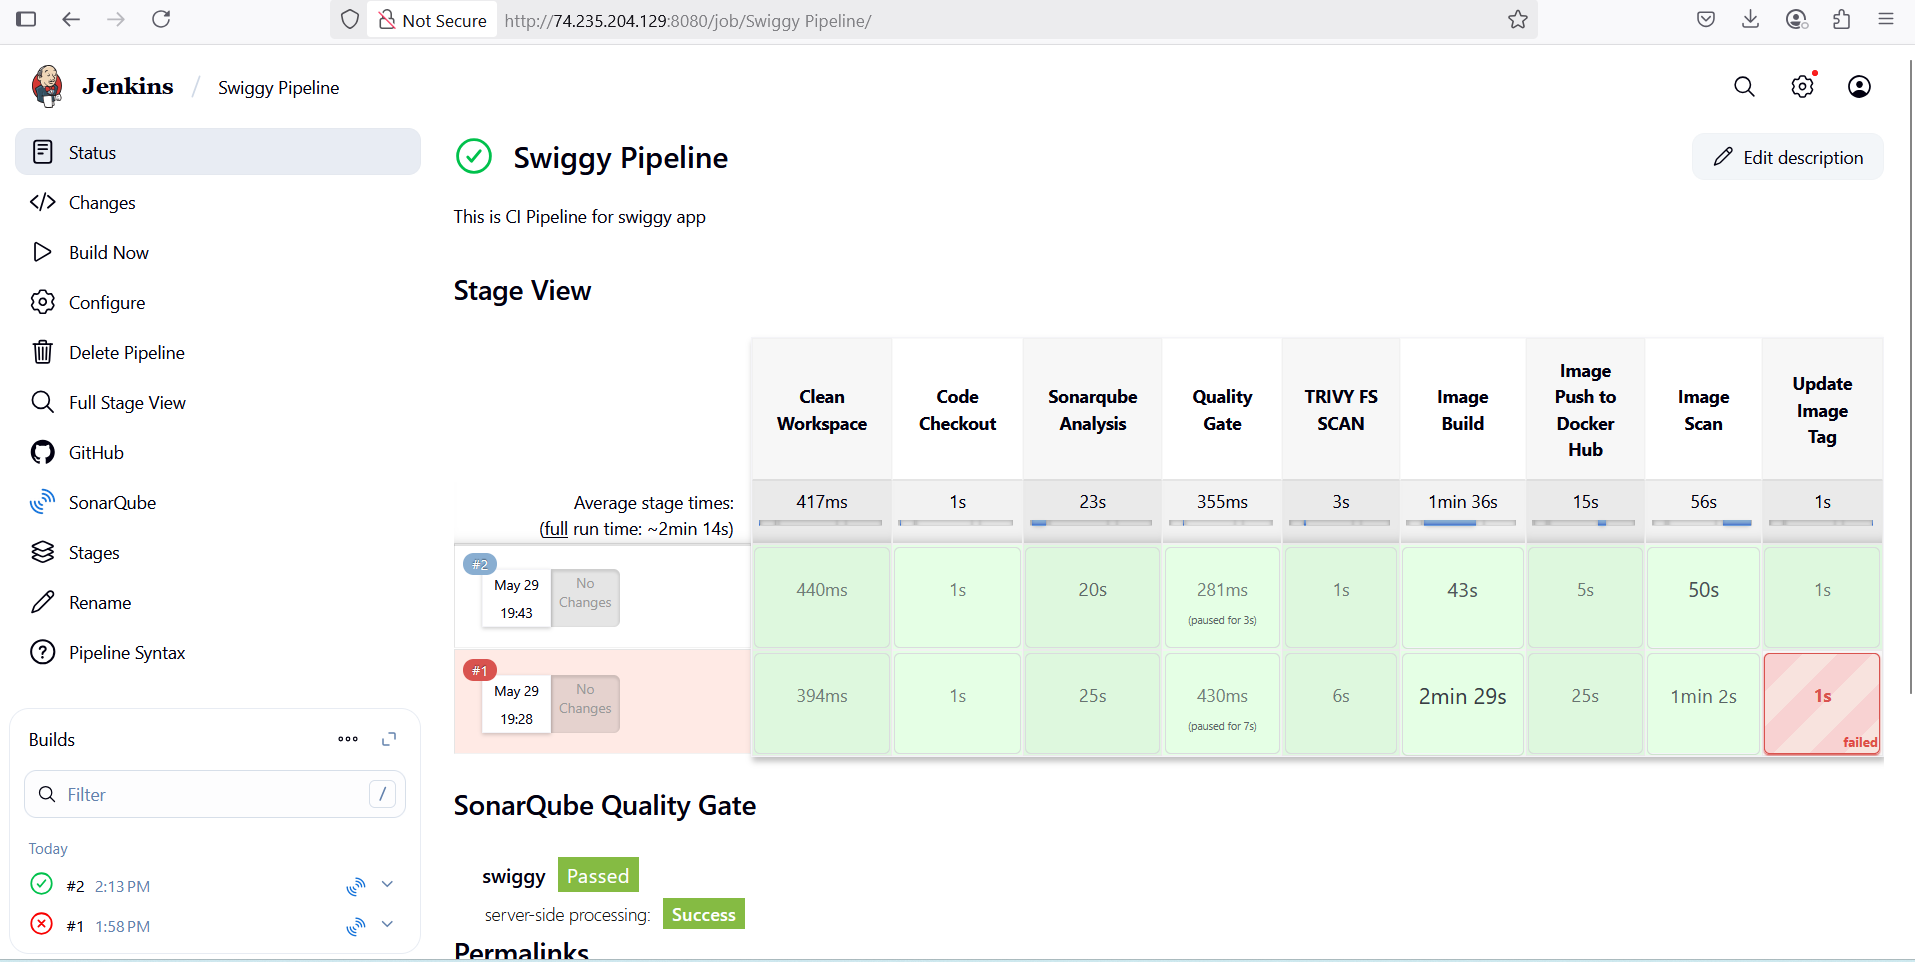 Not Secure http://74.235.204.129:8080/job/Swiggy Pipeline/
Jenkins / Swiggy Pipeline
Status
Changes
Build Now
Configure
Delete Pipeline
Full Stage View
GitHub
SonarQube
Stages
Rename
Pipeline Syntax
Builds
Filter /
Today
#2 2:13 PM
#1 1:58 PM
Swiggy Pipeline
Edit description
This is CI Pipeline for swiggy app
Stage View
Clean
Workspace
Code
Checkout
Sonarqube
Analysis
Quality
Gate
TRIVY FS
SCAN
Image
Build
Image
Push to
Docker
Hub
Image
Scan
Update
Image
Tag
Average stage times:
(full run time: ~2min 14s)
417ms 1s 23s 355ms 3s 1min 36s 15s 56s 1s
#2
May 29
19:43
No
Changes
440ms 1s 20s 281ms 1s 43s 5s 50s 1s
(paused for 3s)
#1
May 29
19:28
No
Changes
394ms 1s 25s 430ms 6s 2min 29s 25s 1min 2s 1s
(paused for 7s)
failed
SonarQube Quality Gate
swiggy Passed
server-side processing: Success
Permalinks